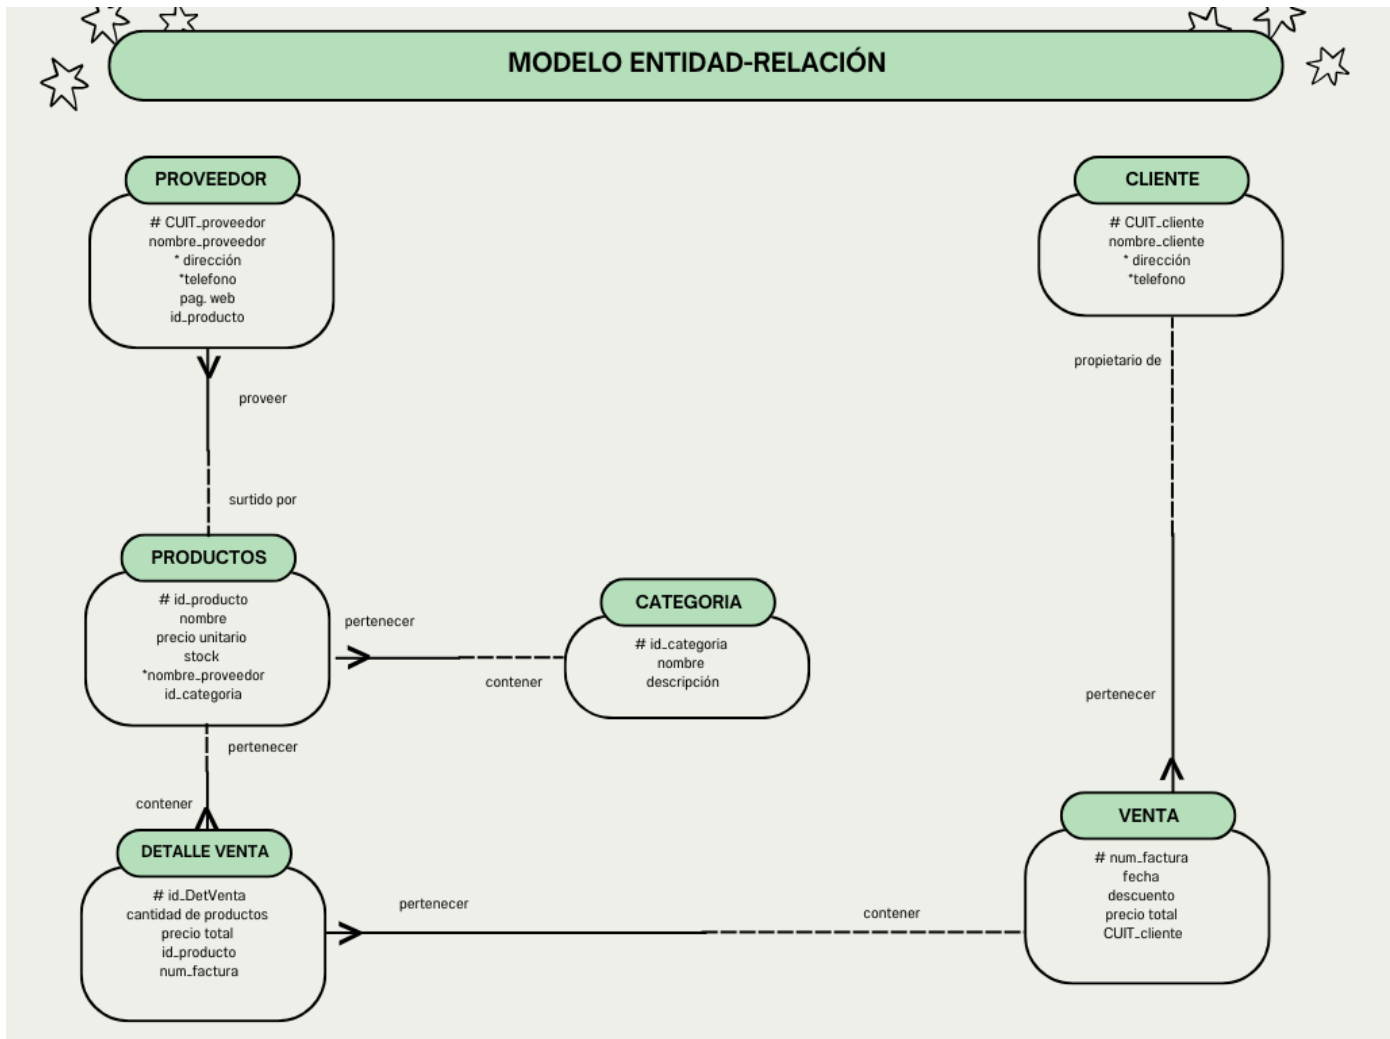 MODELO ENTIDAD-RELACIÓN
PROVEEDOR
# CUIT_proveedor
nombre_proveedor
* dirección
*telefono
pag. web
id_producto
CLIENTE
# CUIT_cliente
nombre_cliente
* dirección
*telefono
propietario de
proveer
surtido por
PRODUCTOS
# id_producto
nombre
precio unitario
stock
*nombre_proveedor
id_categoria
pertenecer
contener
CATEGORIA
# id_categoria
nombre
descripción
pertenecer
pertenecer
contener
DETALLE VENTA
# id_DetVenta
cantidad de productos
precio total
id_producto
num_factura
pertenecer
contener
VENTA
# num_factura
fecha
descuento
precio total
CUIT_cliente